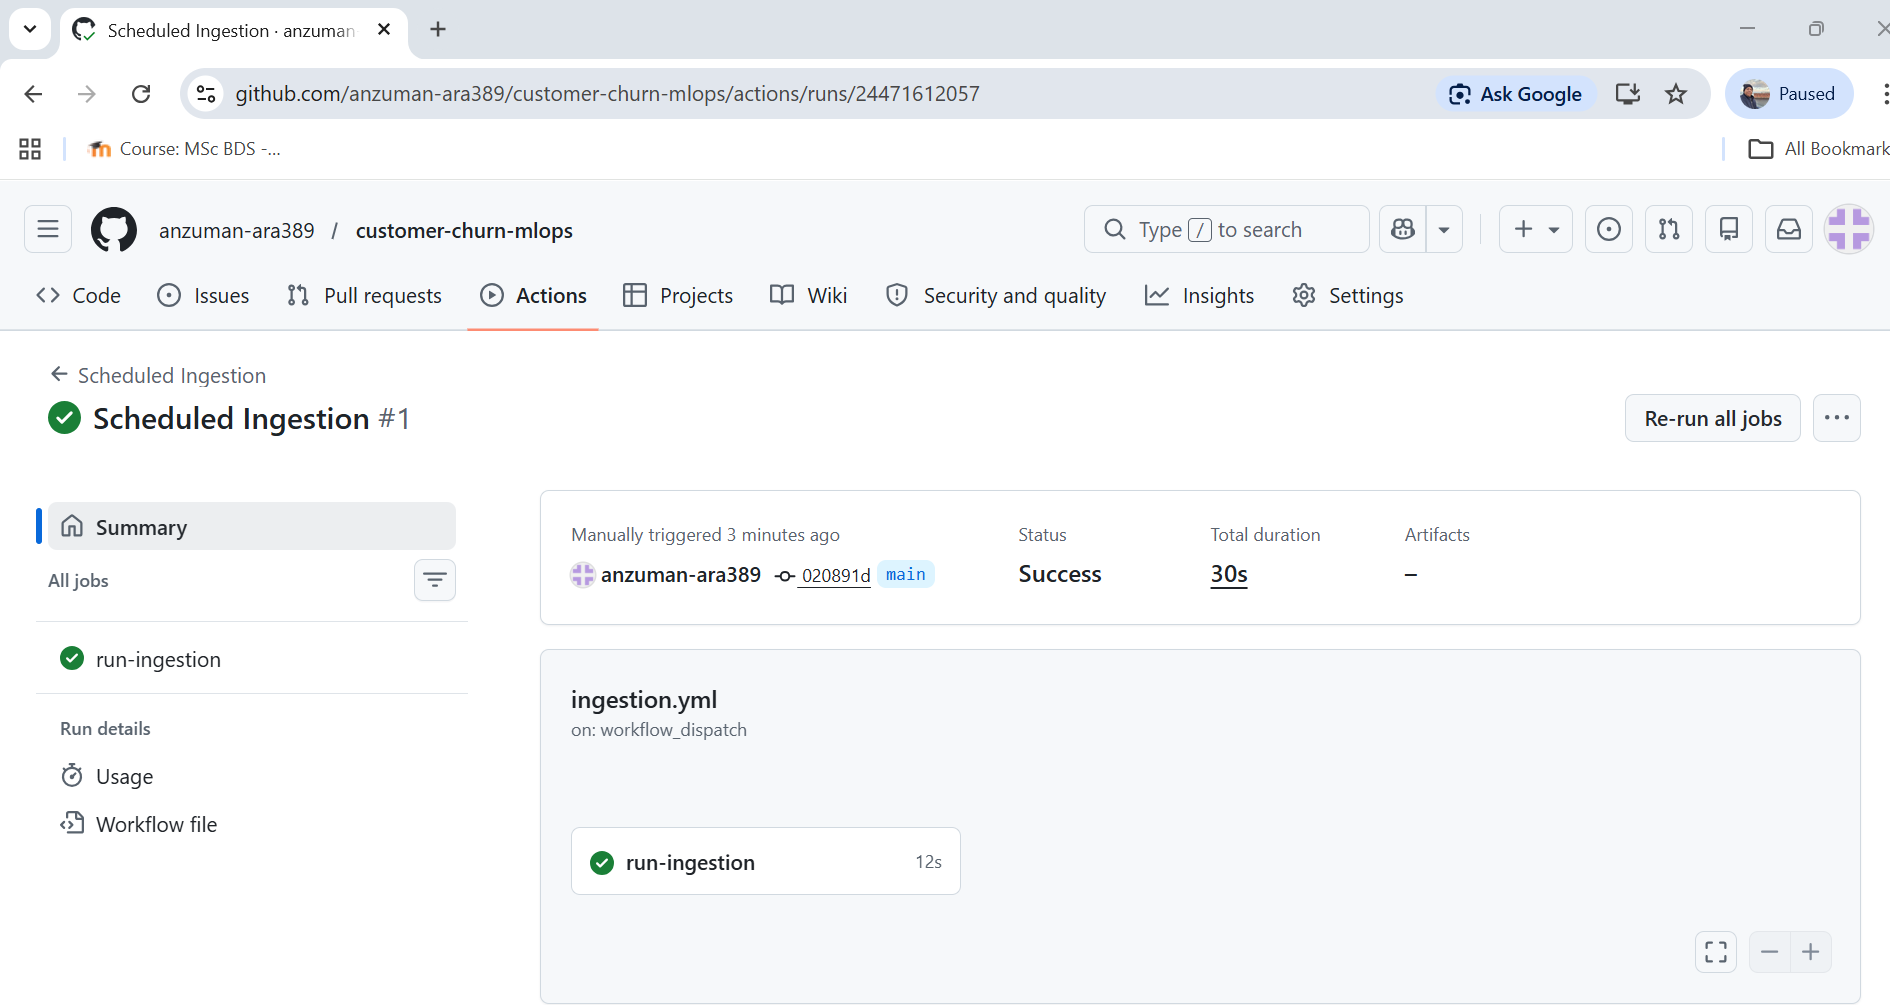 Scheduled Ingestion · anzuman
github.com/anzuman-ara389/customer-churn-mlops/actions/runs/24471612057
Ask Google
Paused
Course: MSc BDS -...
All Bookmark
anzuman-ara389 / customer-churn-mlops
Type / to search
Code
Issues
Pull requests
Actions
Projects
Wiki
Security and quality
Insights
Settings
Scheduled Ingestion
Scheduled Ingestion #1
Re-run all jobs
Summary
All jobs
run-ingestion
Run details
Usage
Workflow file
Manually triggered 3 minutes ago
anzuman-ara389 020891d main
Status
Success
Total duration
30s
Artifacts
–
ingestion.yml
on: workflow_dispatch
run-ingestion 12s